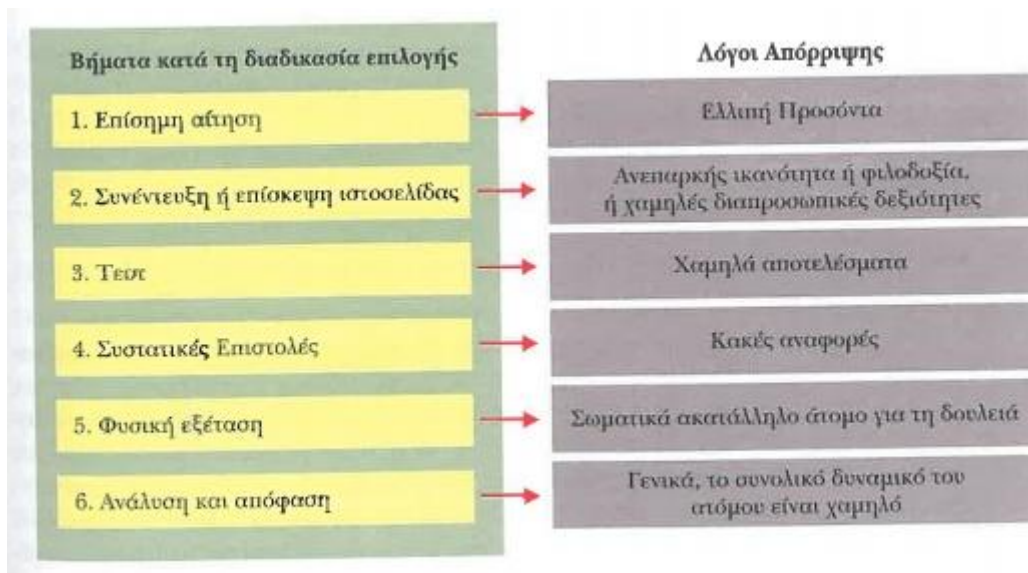 Βήματα κατά τη διαδικασία επιλογής
Λόγοι Απόρριψης
1. Επίσημη αίτηση
Ελλιπή Προσόντα
2. Συνέντευξη ή επίσκεψη ιστοσελίδας
Ανεπαρκής ικανότητα ή φιλοδοξία,
ή χαμηλές διαπροσωπικές δεξιότητες
3. Τεστ
Χαμηλά αποτελέσματα
4. Συστατικές Επιστολές
Κακές αναφορές
5. Φυσική εξέταση
Σωματικά ακατάλληλο άτομο για τη δουλειά
6. Ανάλυση και απόφαση
Γενικά, το συνολικό δυναμικό του
ατόμου είναι χαμηλό